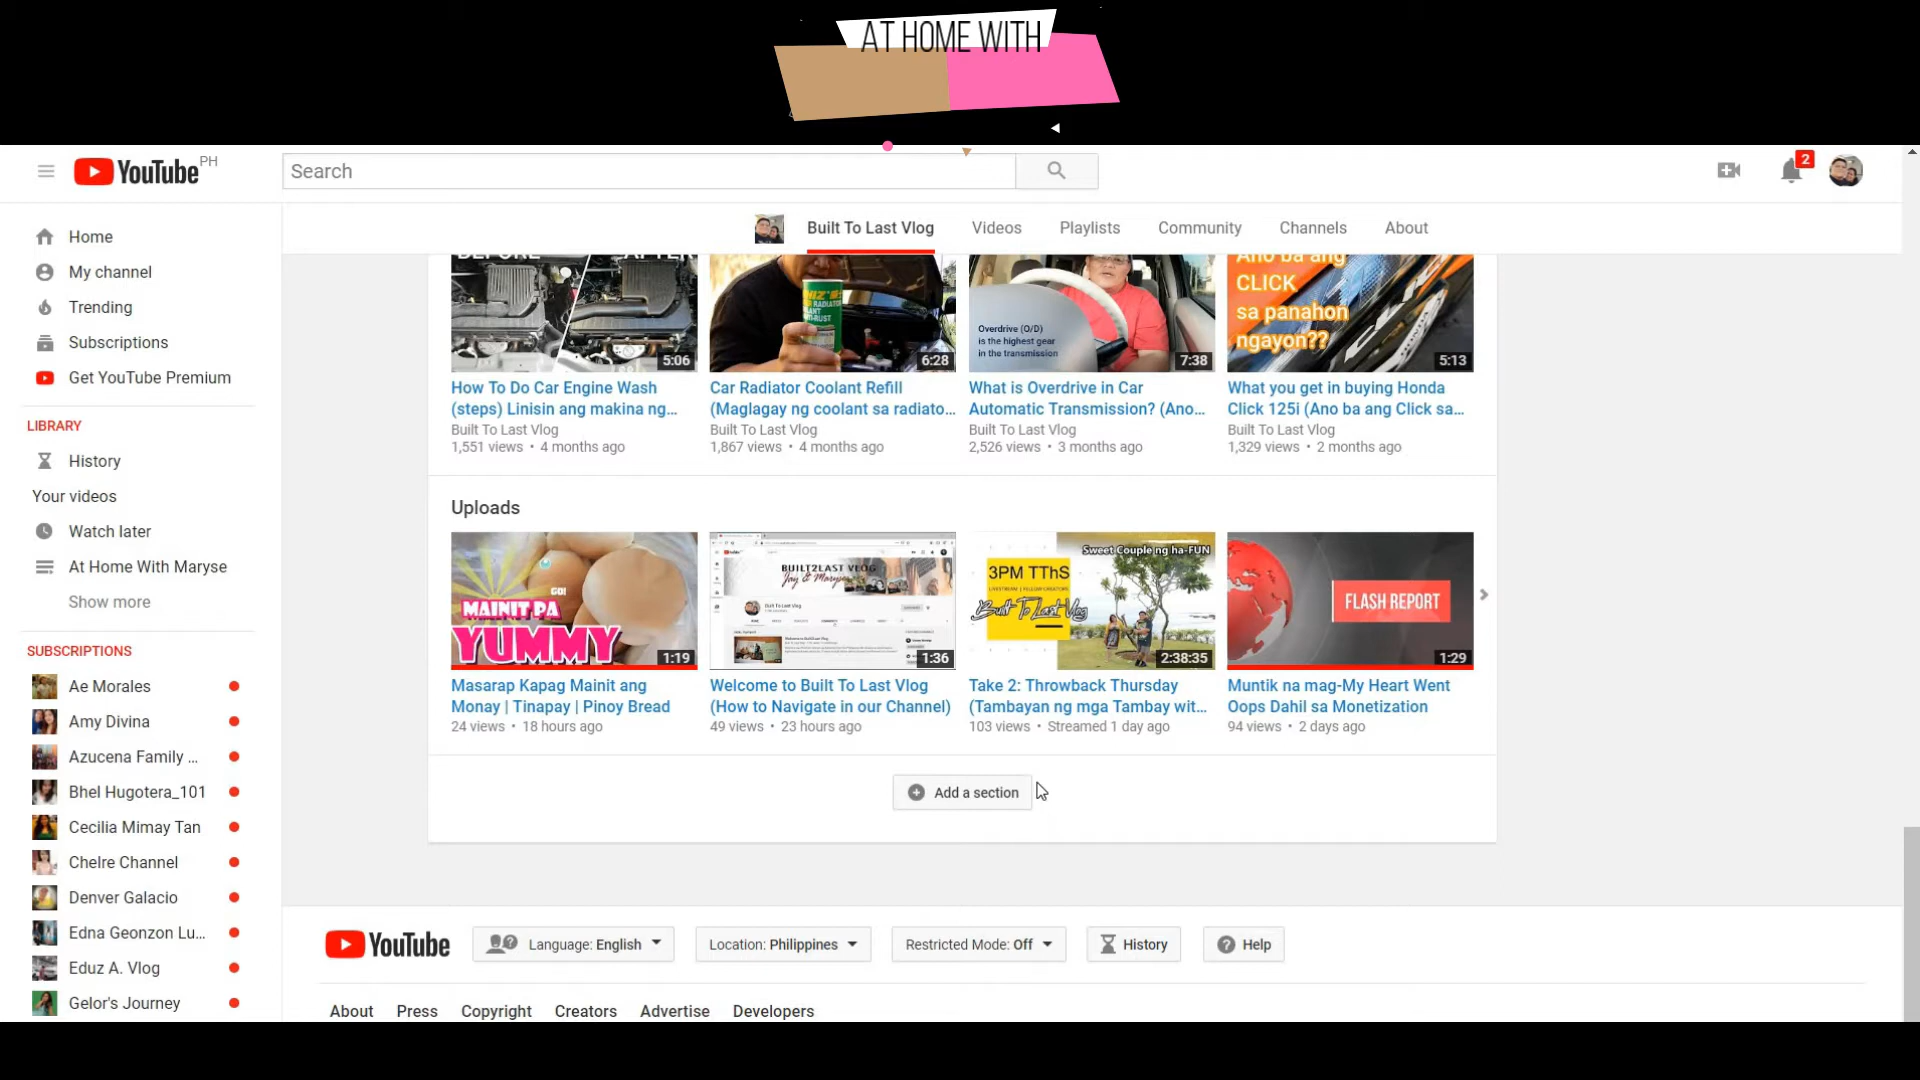 AT HOME WITH
YouTube PH
Search
2
Home
My channel
Trending
Subscriptions
Get YouTube Premium
LIBRARY
History
Your videos
Watch later
At Home With Maryse
Show more
SUBSCRIPTIONS
Ae Morales
Amy Divina
Azucena Family ...
Bhel Hugotera_101
Cecilia Mimay Tan
Chelre Channel
Denver Galacio
Edna Geonzon Lu...
Eduz A. Vlog
Gelor's Journey
Built To Last Vlog Videos Playlists Community Channels About
5:06
How To Do Car Engine Wash
(steps) Linisin ang makina ng...
Built To Last Vlog
1,551 views • 4 months ago
6:28
Car Radiator Coolant Refill
(Maglagay ng coolant sa radiato...
Built To Last Vlog
1,867 views • 4 months ago
Overdrive (O/D)
is the highest gear
in the transmission
7:38
What is Overdrive in Car
Automatic Transmission? (Ano...
Built To Last Vlog
2,526 views • 3 months ago
Ano ba ang
CLICK
sa panahon
ngayon??
5:13
What you get in buying Honda
Click 125i (Ano ba ang Click sa...
Built To Last Vlog
1,329 views • 2 months ago
Uploads
GO!
MAINIT PA
YUMMY
1:19
Masarap Kapag Mainit ang
Monay | Tinapay | Pinoy Bread
24 views • 18 hours ago
BUILT2LAST VLOG
Jay & Maryse
1:36
Welcome to Built To Last Vlog
(How to Navigate in our Channel)
49 views • 23 hours ago
Sweet Couple ng ha-FUN
3PM TThS
Built To Last Vlog
2:38:35
Take 2: Throwback Thursday
(Tambayan ng mga Tambay wit...
103 views • Streamed 1 day ago
FLASH REPORT
1:29
Muntik na mag-My Heart Went
Oops Dahil sa Monetization
94 views • 2 days ago
Add a section
YouTube Language: English Location: Philippines Restricted Mode: Off History Help
About Press Copyright Creators Advertise Developers